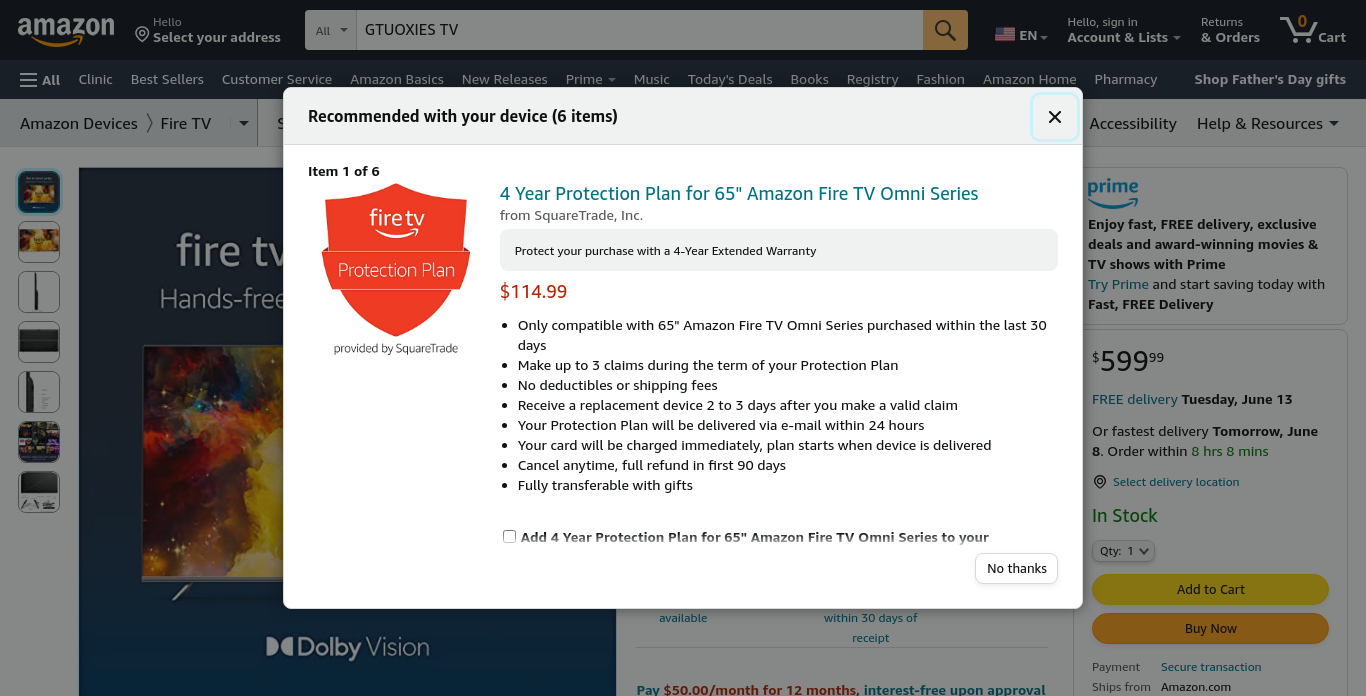 amazon
Hello
Select your address
All
GTUOXIES TV
EN
Hello, sign in
Account & Lists
Returns
& Orders
0
Cart
All
Clinic
Best Sellers
Customer Service
Amazon Basics
New Releases
Prime
Music
Today's Deals
Books
Registry
Fashion
Amazon Home
Pharmacy
Shop Father's Day gifts
Amazon Devices
Fire TV
Accessibility
Help & Resources
Recommended with your device (6 items)
Item 1 of 6
fire tv
Protection Plan
provided by SquareTrade
4 Year Protection Plan for 65" Amazon Fire TV Omni Series
from SquareTrade, Inc.
Protect your purchase with a 4-Year Extended Warranty
$114.99
• Only compatible with 65" Amazon Fire TV Omni Series purchased within the last 30
days
• Make up to 3 claims during the term of your Protection Plan
• No deductibles or shipping fees
• Receive a replacement device 2 to 3 days after you make a valid claim
• Your Protection Plan will be delivered via e-mail within 24 hours
• Your card will be charged immediately, plan starts when device is delivered
• Cancel anytime, full refund in first 90 days
• Fully transferable with gifts
Add 4 Year Protection Plan for 65" Amazon Fire TV Omni Series to your
No thanks
fire tv
Hands-free
Dolby Vision
available
within 30 days of
receipt
Pay $50.00/month for 12 months, interest-free upon approval
prime
Enjoy fast, FREE delivery, exclusive
deals and award-winning movies &
TV shows with Prime
Try Prime and start saving today with
Fast, FREE Delivery
$599 99
FREE delivery Tuesday, June 13
Or fastest delivery Tomorrow, June
8. Order within 8 hrs 8 mins
Select delivery location
In Stock
Qty: 1
Add to Cart
Buy Now
Payment Secure transaction
Ships from Amazon.com